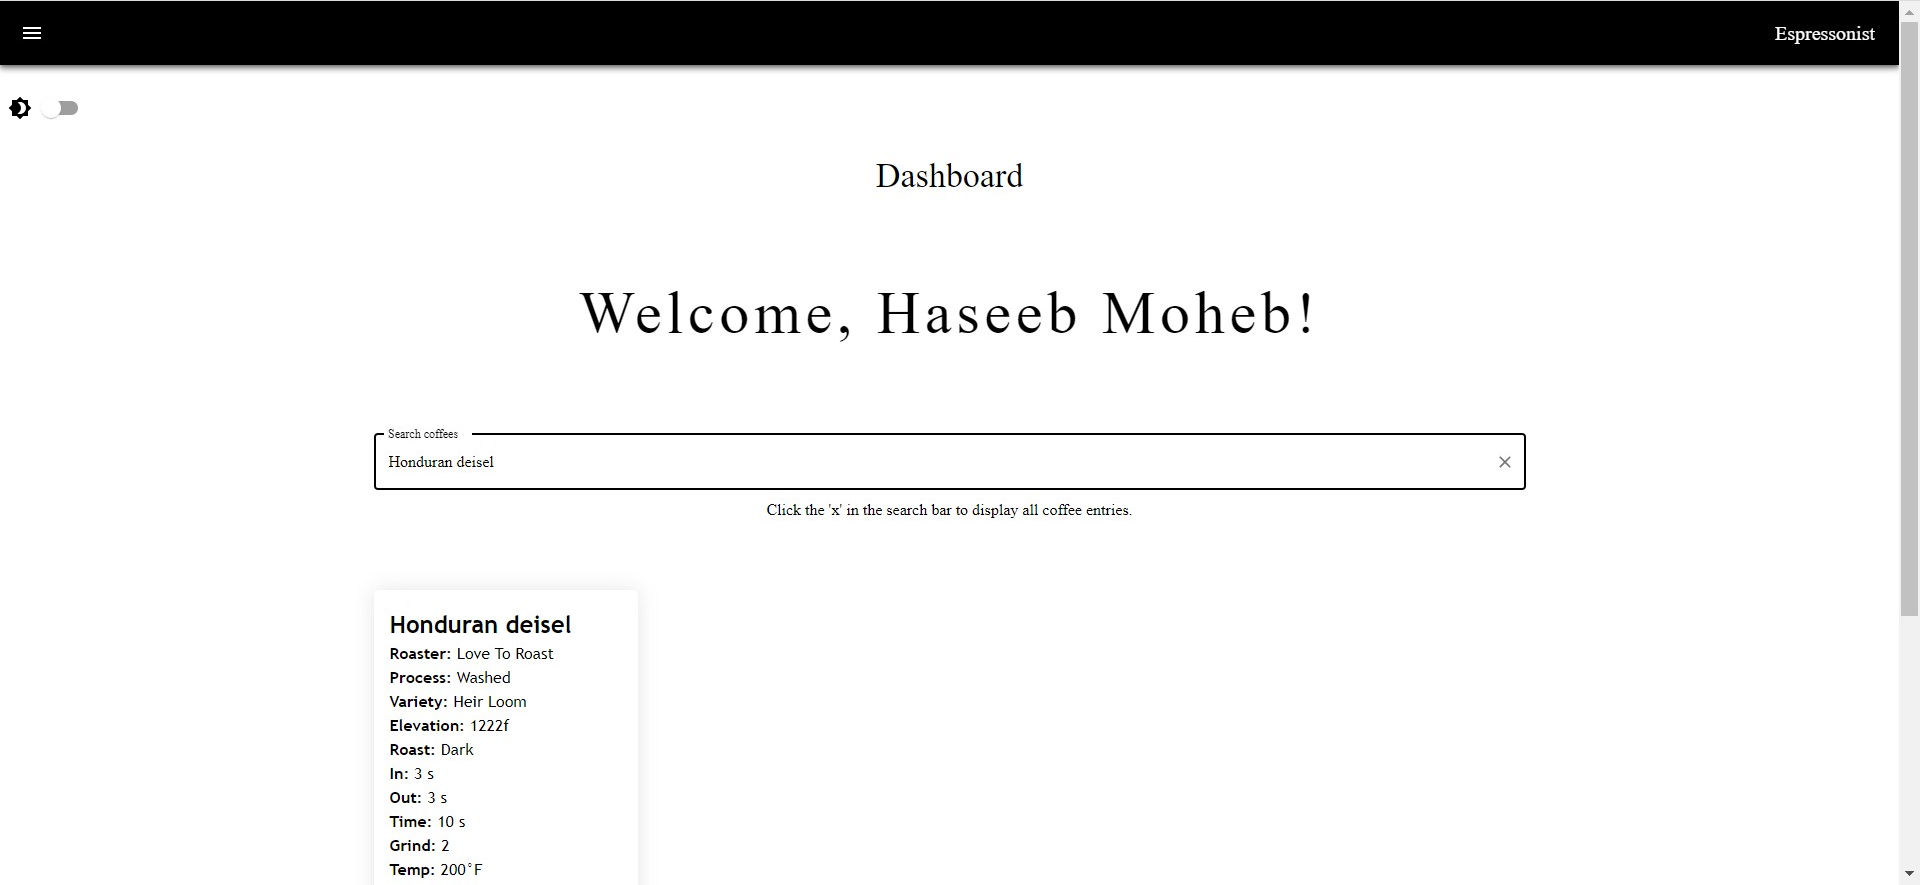 Espressonist
Dashboard
Welcome, Haseeb Moheb!
Search coffees
Honduran deisel
Click the 'x' in the search bar to display all coffee entries.
Honduran deisel
Roaster: Love To Roast
Process: Washed
Variety: Heir Loom
Elevation: 1222f
Roast: Dark
In: 3 s
Out: 3 s
Time: 10 s
Grind: 2
Temp: 200°F